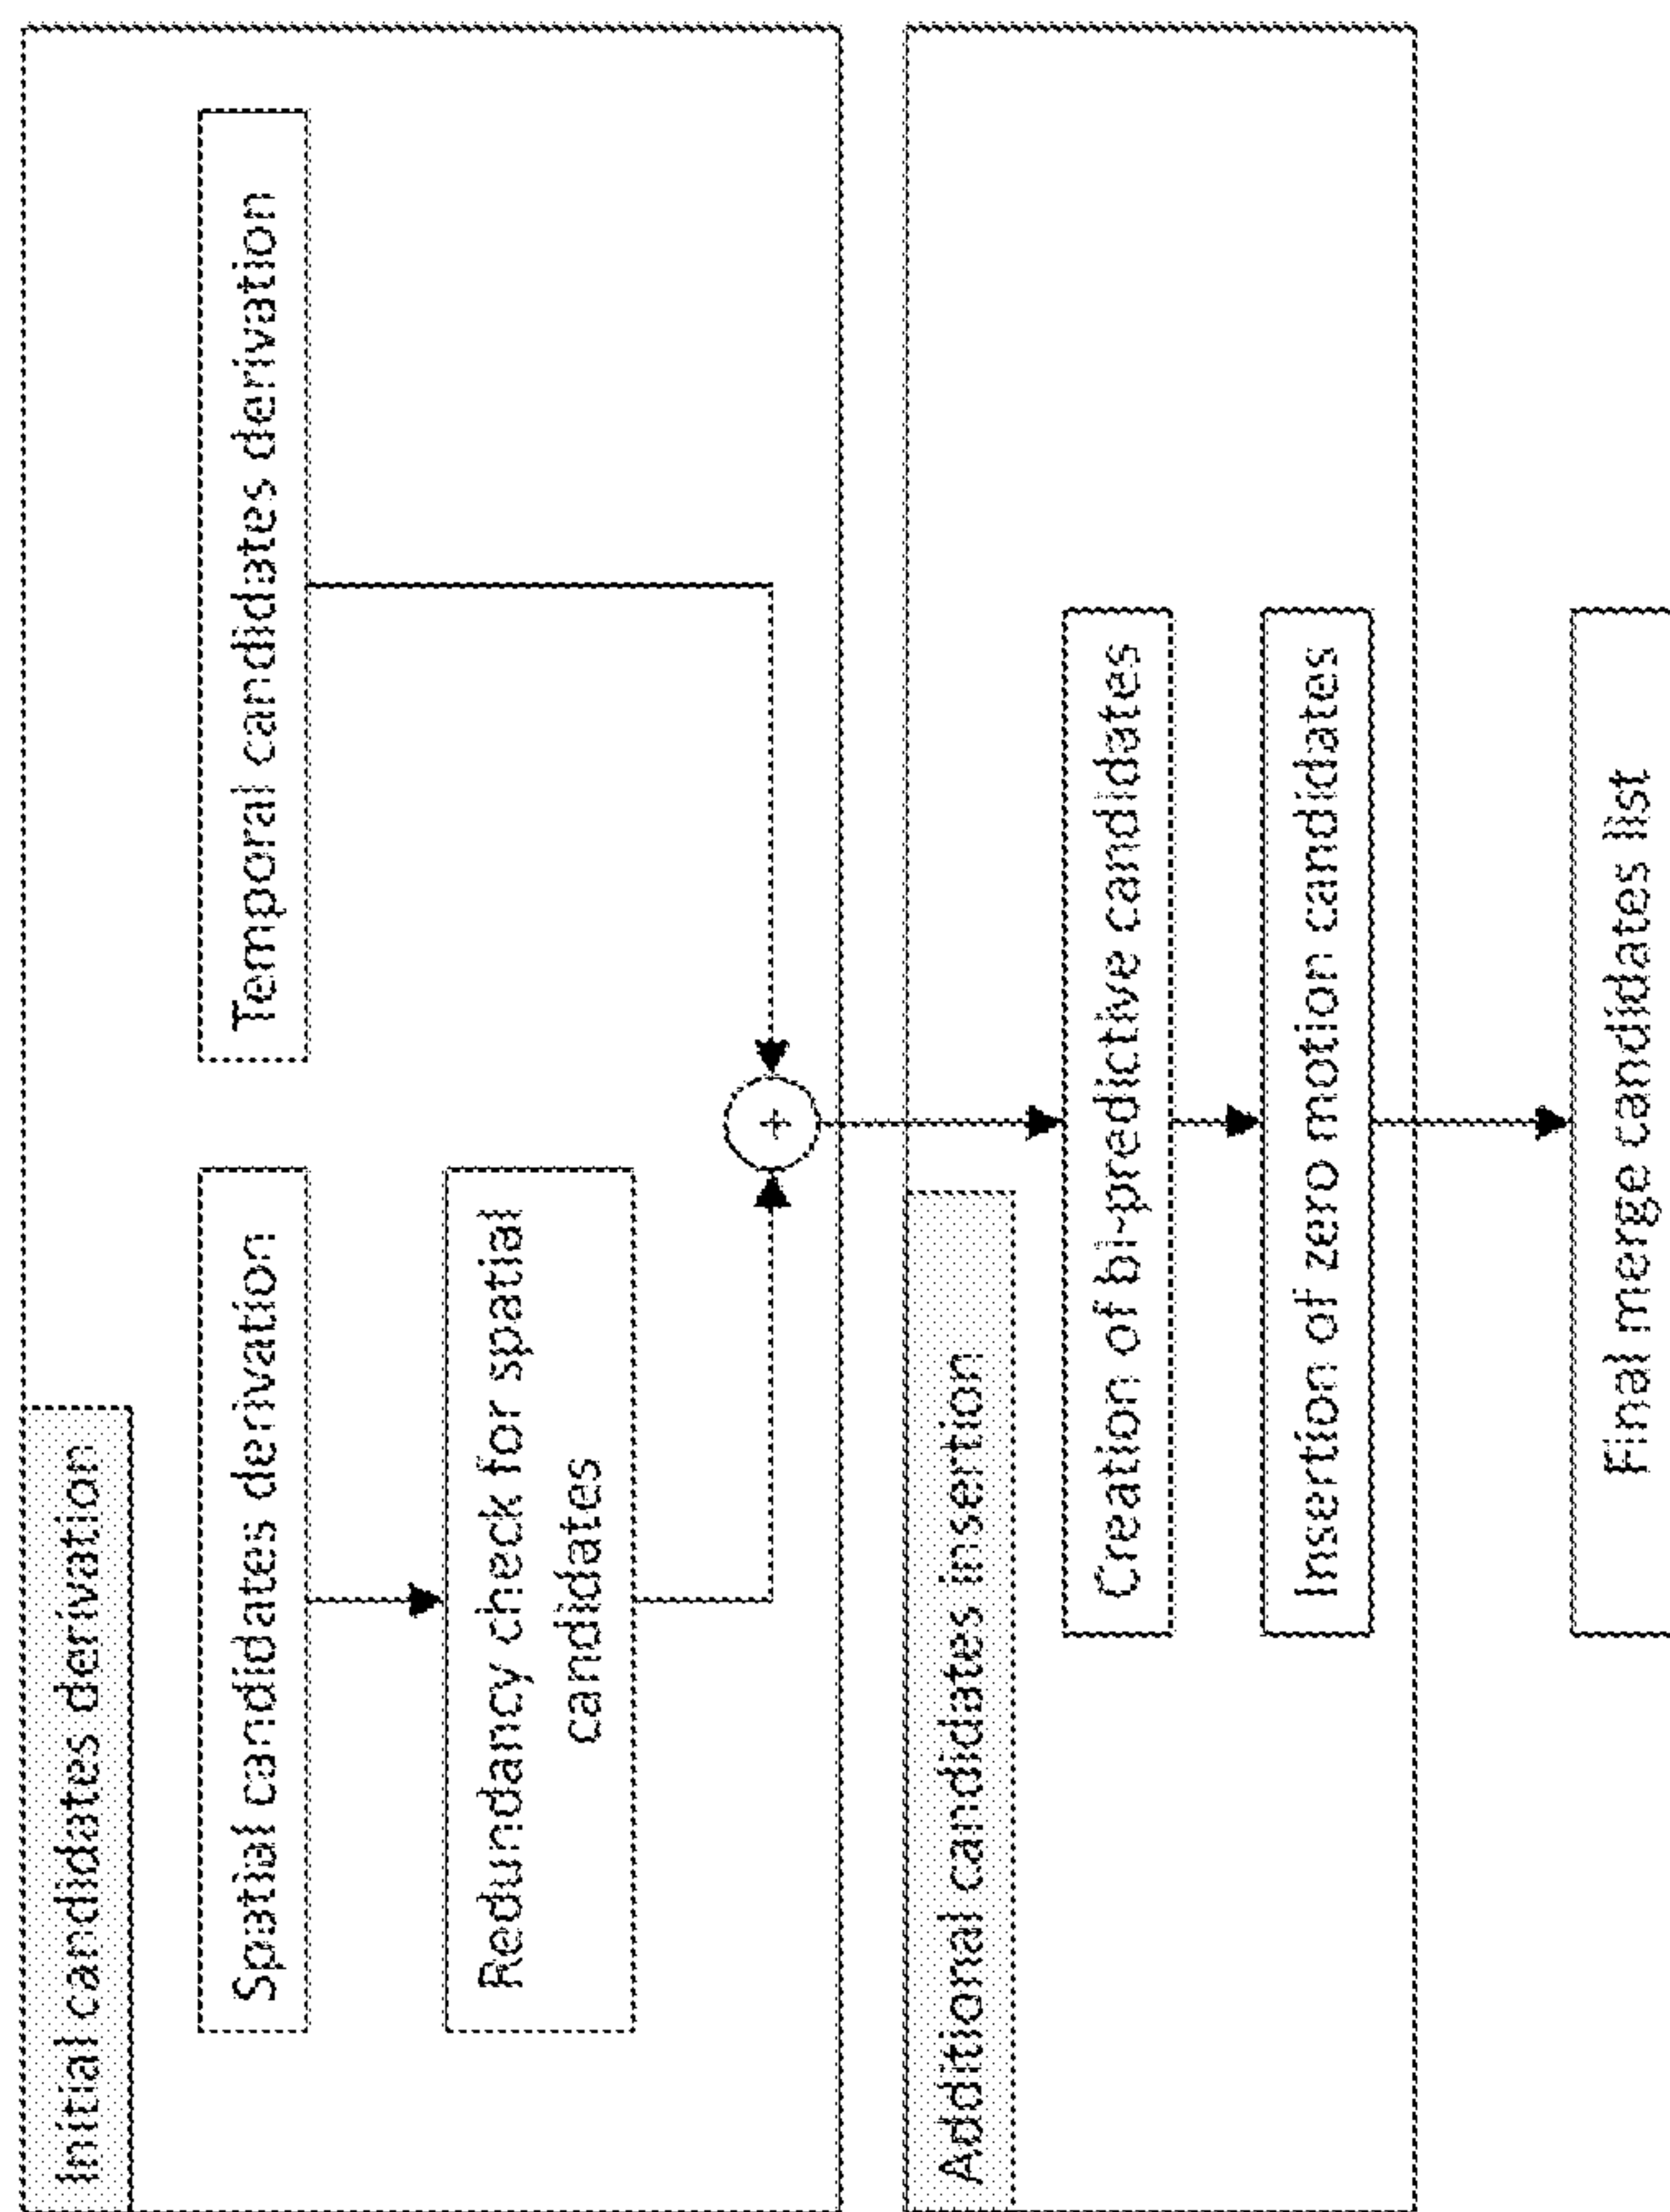 Initial candidates derivation
Spatial candidates derivation
Temporal candidates derivation
Redundancy check for spatial
candidates
+
Additional candidates insertion
Creation of bi-predictive candidates
Insertion of zero motion candidates
Final merge candidates list